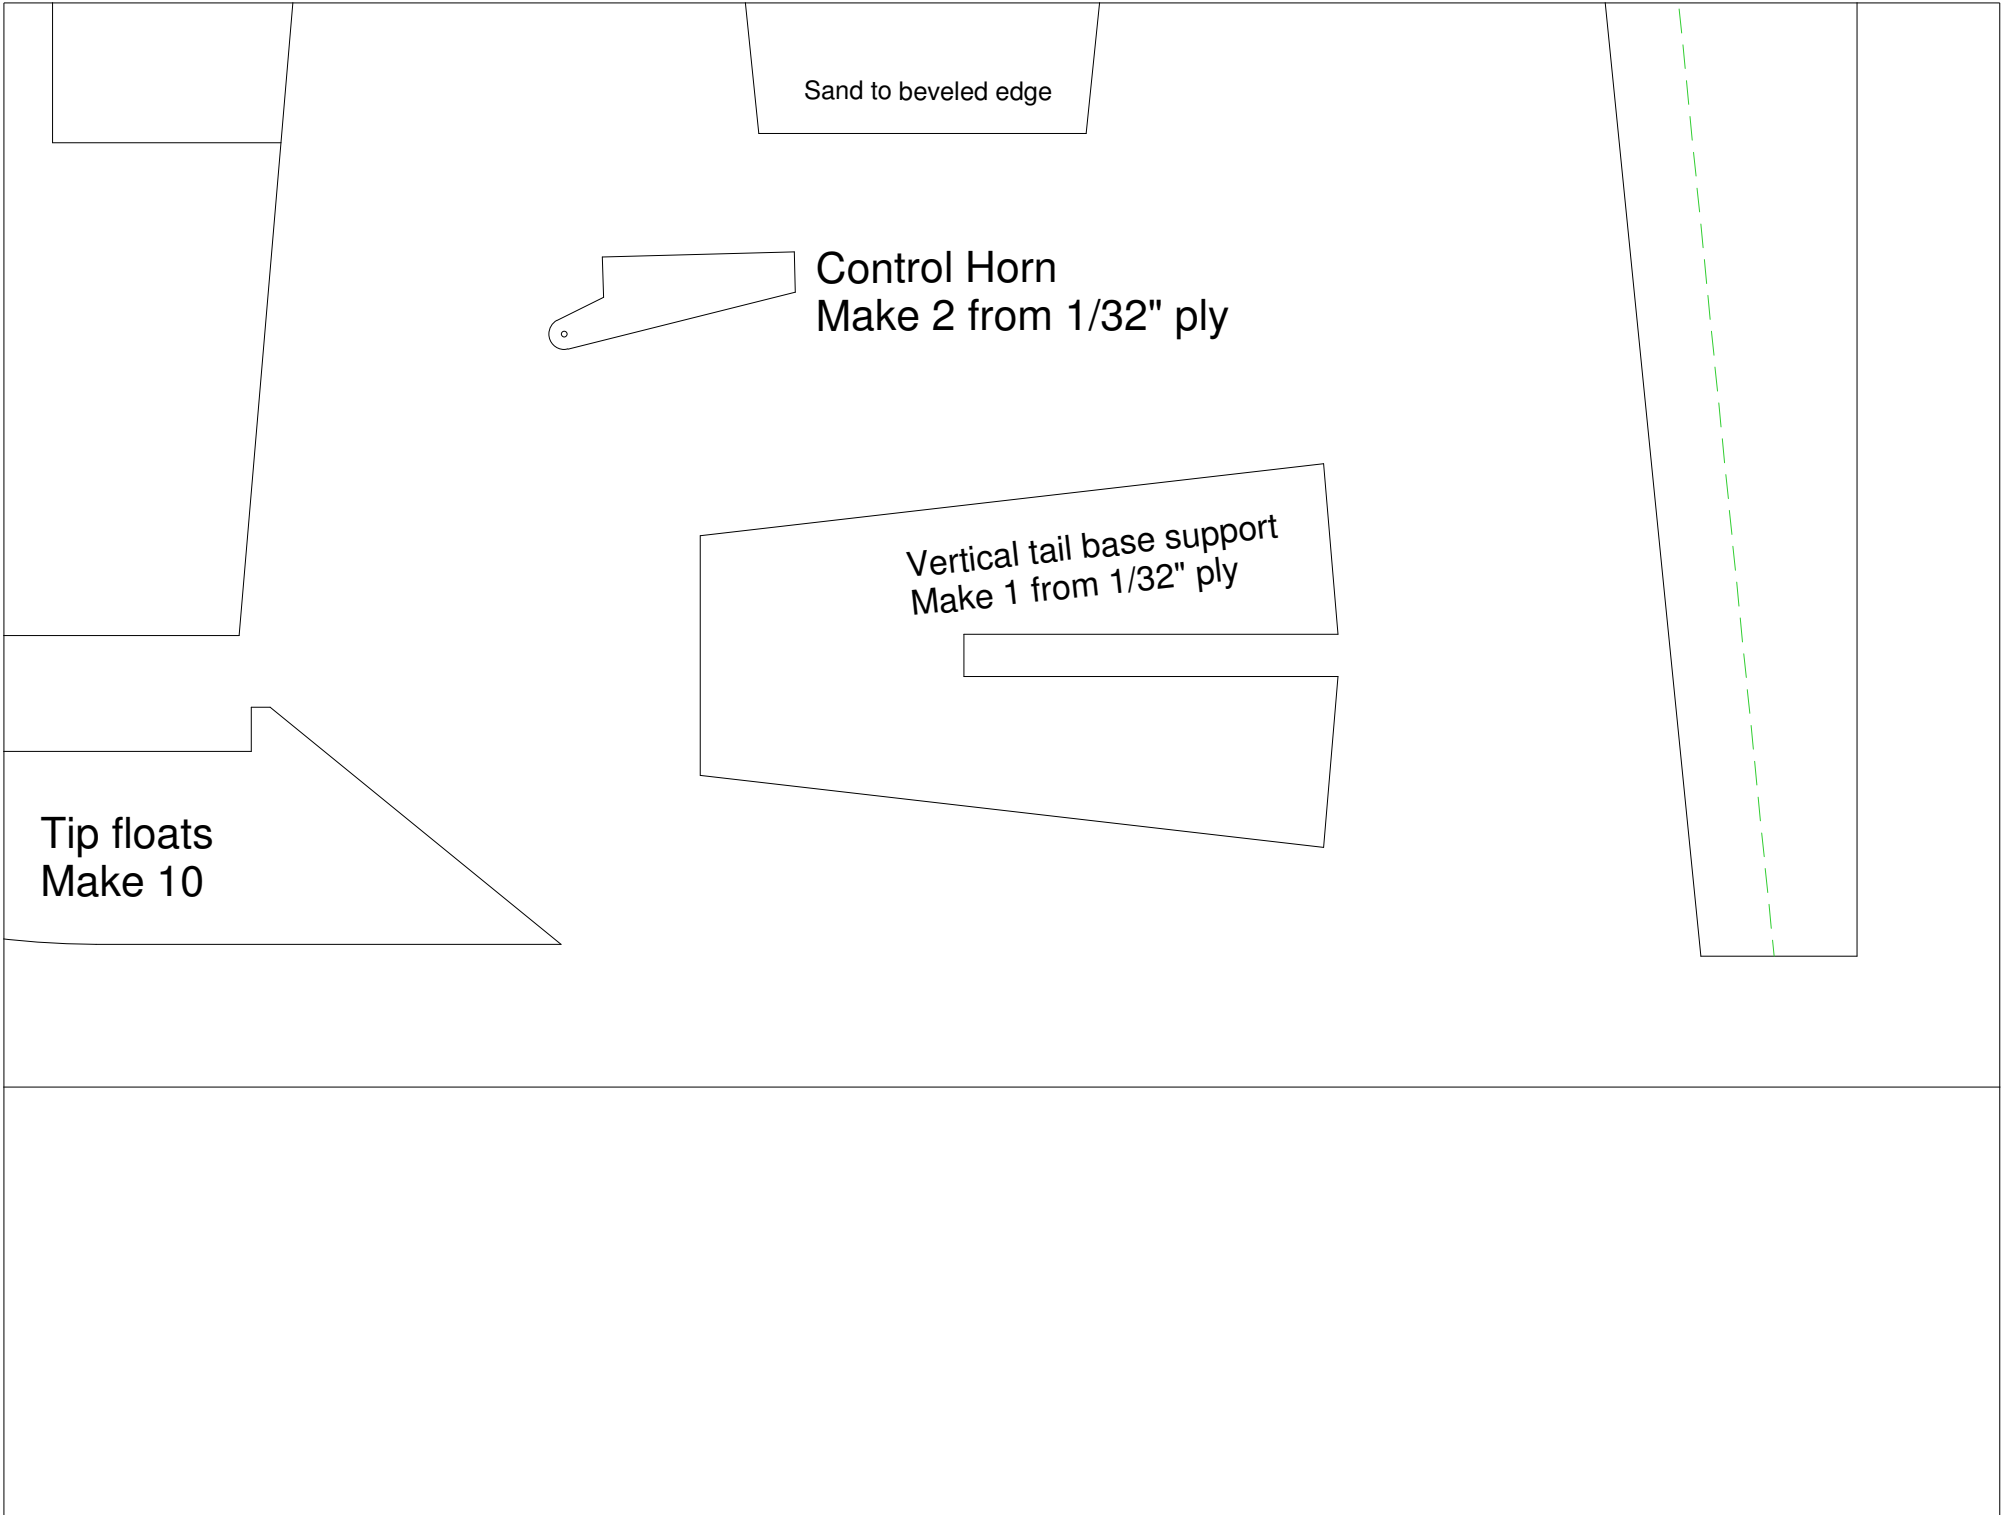 Sand to beveled edge
Control Horn
Make 2 from 1/32" ply
Vertical tail base support
Make 1 from 1/32" ply
Tip floats
Make 10